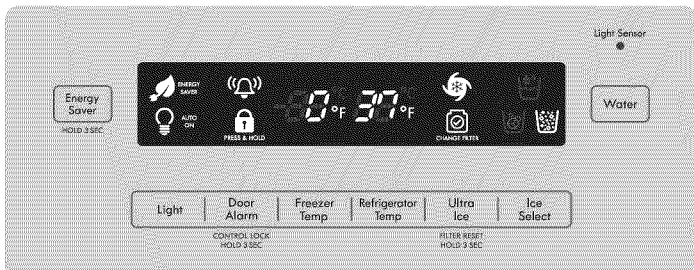 Light Sensor
ENERGY
SAVER
0°F 37°F
Energy
Saver
AUTO
ON
Water
HOLD 3 SEC
PRESS & HOLD
CHANGE FILTER
Light
Door
Alarm
Freezer
Temp
Refrigerator
Temp
Ultra
Ice
Ice
Select
CONTROL LOCK
HOLD 3 SEC
FILTER RESET
HOLD 3 SEC